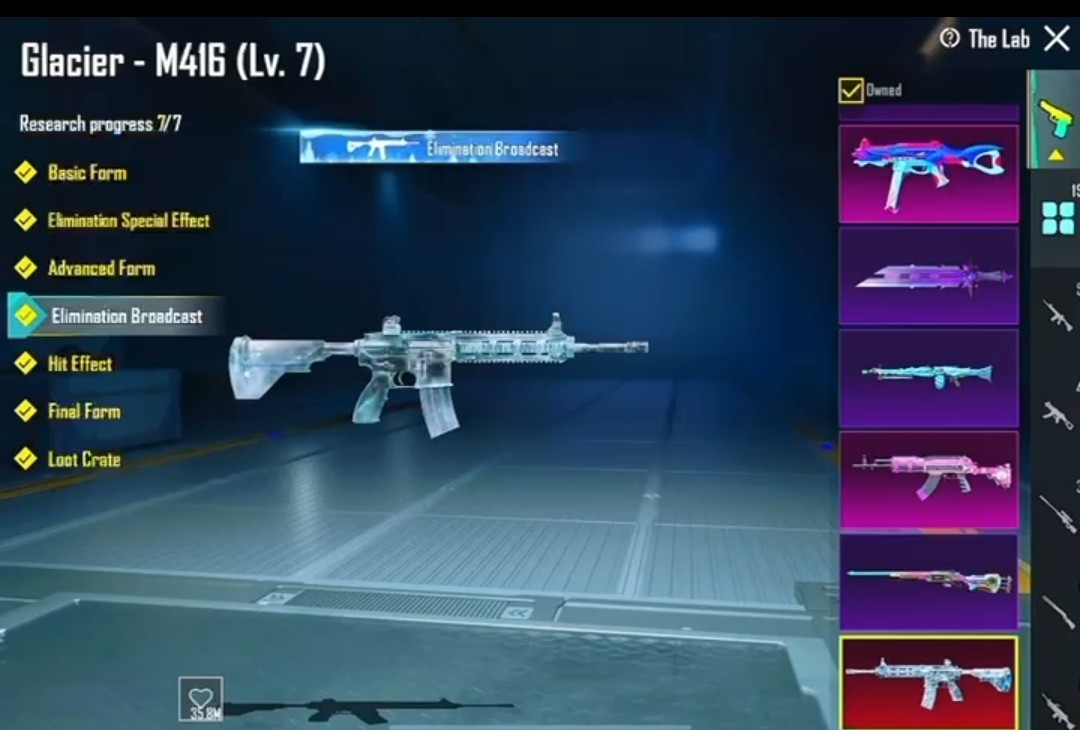 Glacier - M416 (Lv. 7)
The Lab
Research progress 7/7
Owned
Basic Form
Elimination Special Effect
Advanced Form
Elimination Broadcast
Hit Effect
Final Form
Loot Crate
Elimination Broadcast
35.8M